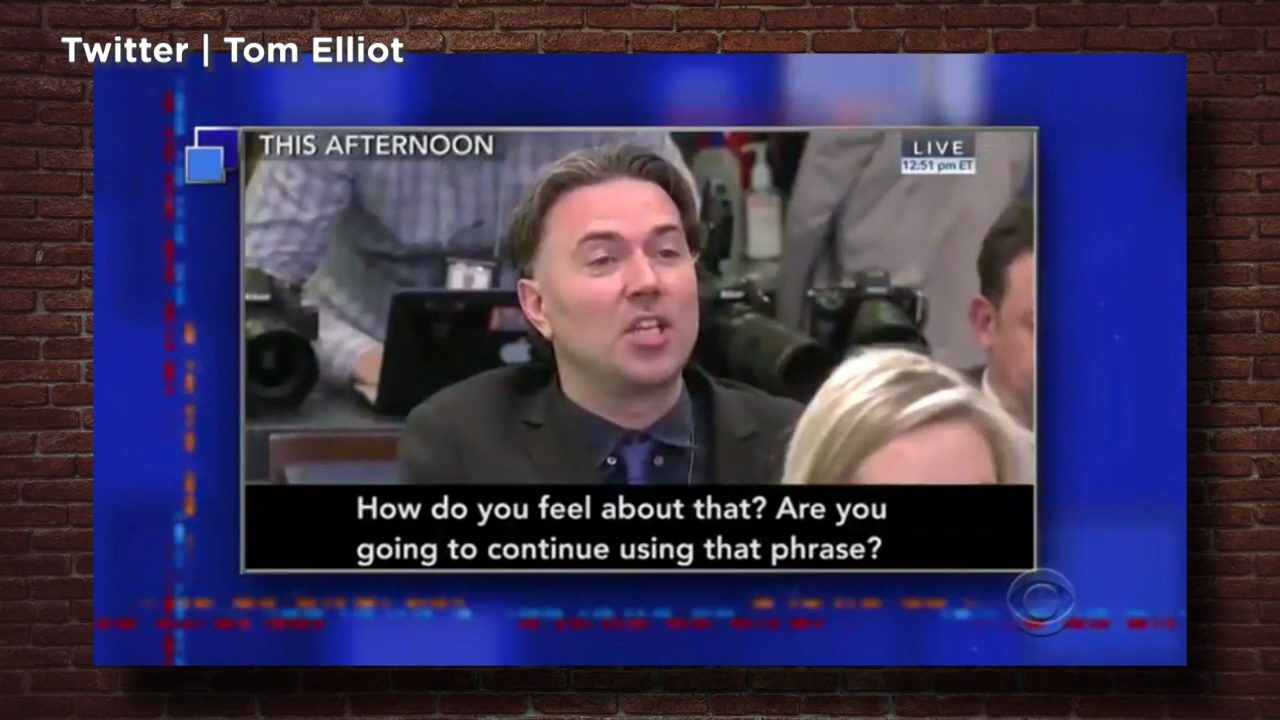 Twitter | Tom Elliot
THIS AFTERNOON
LIVE
12:51 pm ET
How do you feel about that? Are you
going to continue using that phrase?